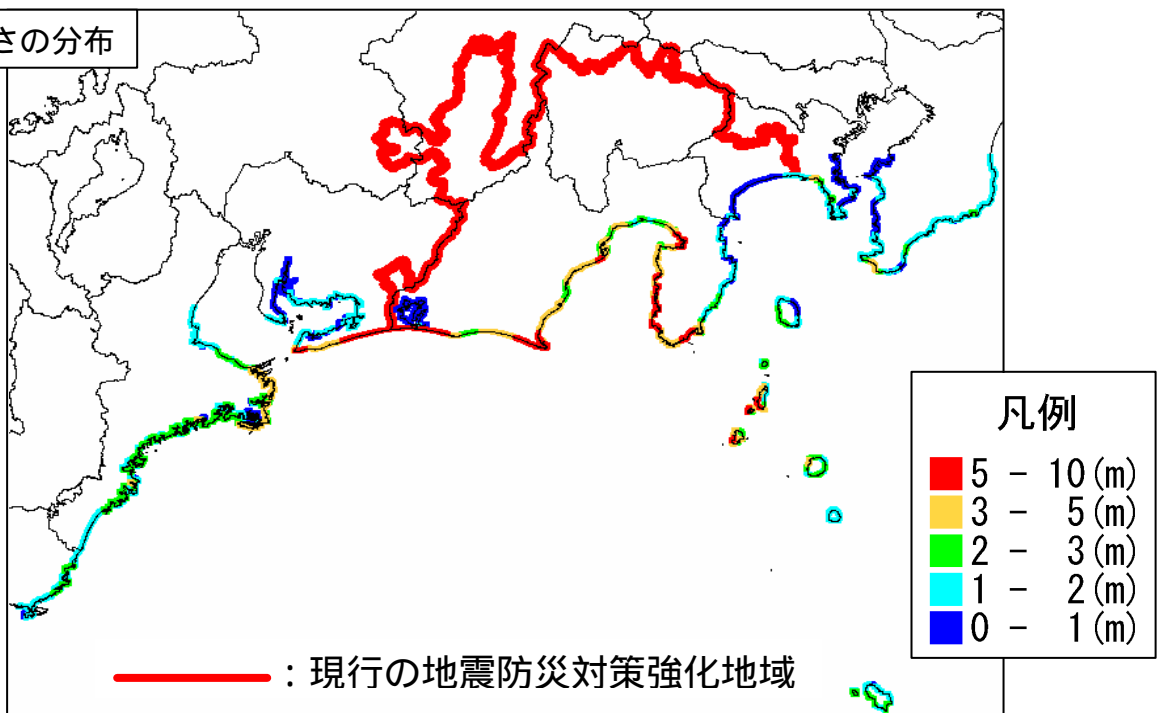 さの分布
凡例
5 - 10(m)
3 - 5(m)
2 - 3(m)
1 - 2(m)
0 - 1(m)
：現行の地震防災対策強化地域